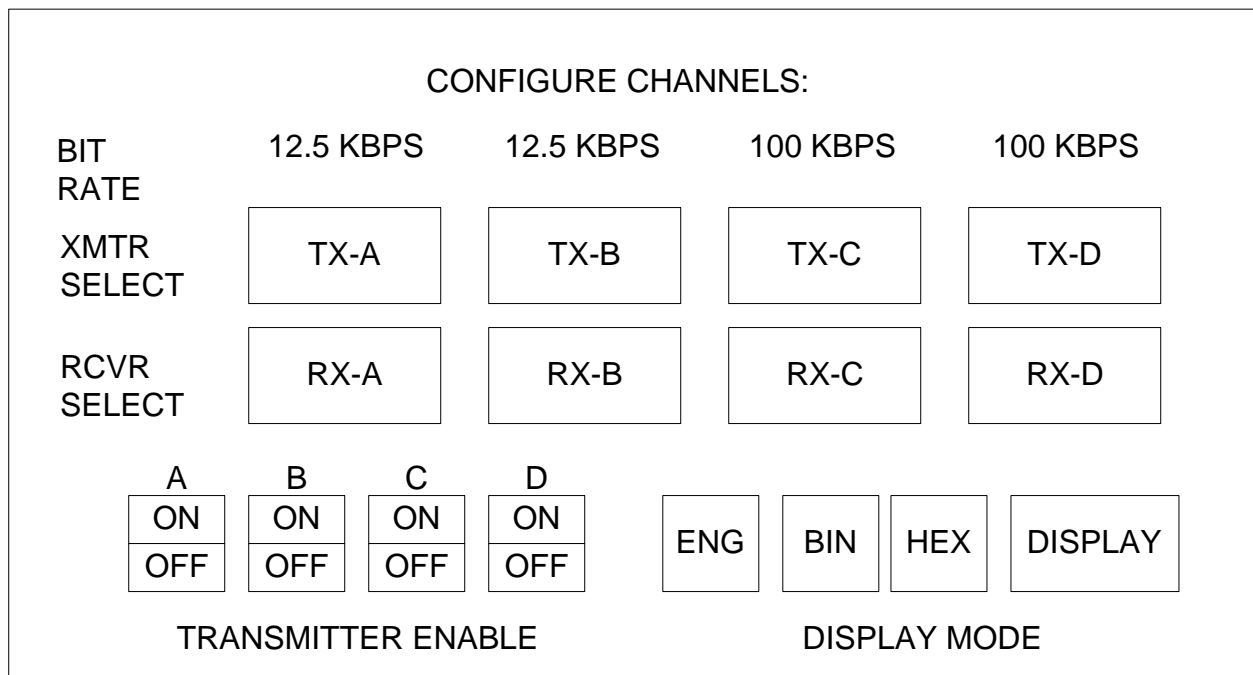 CONFIGURE CHANNELS:
BIT RATE 12.5 KBPS 12.5 KBPS 100 KBPS 100 KBPS
XMTR SELECT TX-A TX-B TX-C TX-D
RCVR SELECT RX-A RX-B RX-C RX-D
A B C D
ON ON ON ON
OFF OFF OFF OFF
ENG BIN HEX DISPLAY
TRANSMITTER ENABLE DISPLAY MODE